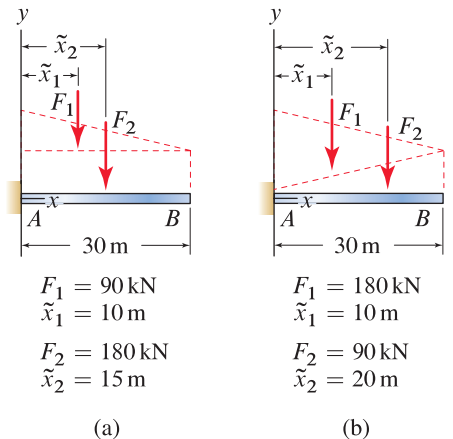 y
x̃₂
x̃₁
F₁
F₂
x
A
B
30 m
F₁ = 90 kN
x̃₁ = 10 m
F₂ = 180 kN
x̃₂ = 15 m
(a)
y
x̃₂
x̃₁
F₁
F₂
x
A
B
30 m
F₁ = 180 kN
x̃₁ = 10 m
F₂ = 90 kN
x̃₂ = 20 m
(b)